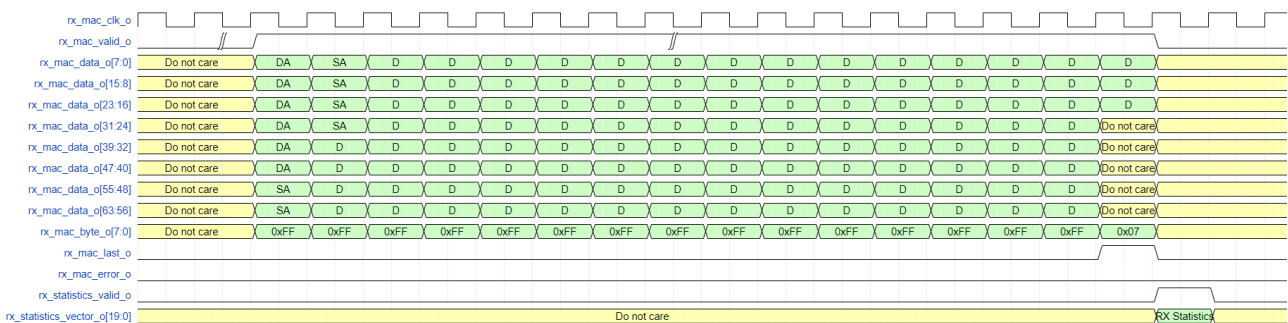 rx_mac_clk_o
rx_mac_valid_o
rx_mac_data_o[7:0] Do not care DA SA D D D D D D D D D D D D D D
rx_mac_data_o[15:8] Do not care DA SA D D D D D D D D D D D D D D
rx_mac_data_o[23:16] Do not care DA SA D D D D D D D D D D D D D D
rx_mac_data_o[31:24] Do not care DA SA D D D D D D D D D D D D D Do not care
rx_mac_data_o[39:32] Do not care DA D D D D D D D D D D D D D D Do not care
rx_mac_data_o[47:40] Do not care DA D D D D D D D D D D D D D D Do not care
rx_mac_data_o[55:48] Do not care SA D D D D D D D D D D D D D D Do not care
rx_mac_data_o[63:56] Do not care SA D D D D D D D D D D D D D D Do not care
rx_mac_byte_o[7:0] Do not care 0xFF 0xFF 0xFF 0xFF 0xFF 0xFF 0xFF 0xFF 0xFF 0xFF 0xFF 0xFF 0xFF 0xFF 0xFF 0x07
rx_mac_last_o
rx_mac_error_o
rx_statistics_valid_o
rx_statistics_vector_o[19:0] Do not care RX Statistics